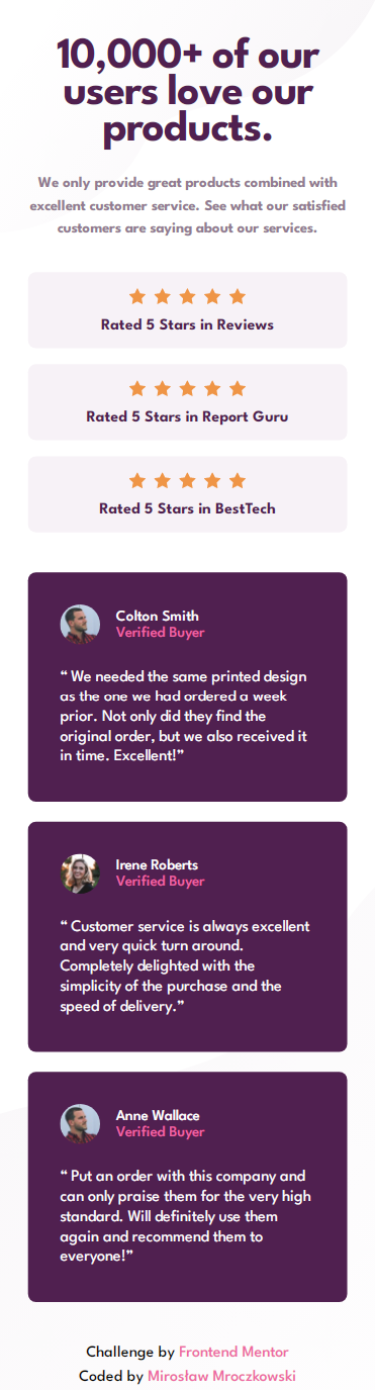 10,000+ of our
users love our
products.
We only provide great products combined with
excellent customer service. See what our satisfied
customers are saying about our services.
Rated 5 Stars in Reviews
Rated 5 Stars in Report Guru
Rated 5 Stars in BestTech
Colton Smith
Verified Buyer
“ We needed the same printed design
as the one we had ordered a week
prior. Not only did they find the
original order, but we also received it
in time. Excellent!”
Irene Roberts
Verified Buyer
“ Customer service is always excellent
and very quick turn around.
Completely delighted with the
simplicity of the purchase and the
speed of delivery.”
Anne Wallace
Verified Buyer
“ Put an order with this company and
can only praise them for the very high
standard. Will definitely use them
again and recommend them to
everyone!”
Challenge by Frontend Mentor
Coded by Mirosław Mroczkowski